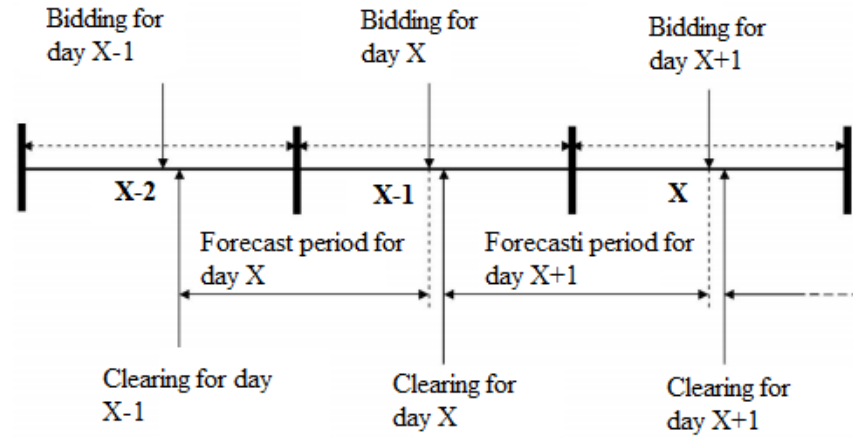 Bidding for
day X-1
Bidding for
day X
Bidding for
day X+1
X-2
X-1
X
Forecast period for
day X
Forecasti period for
day X+1
Clearing for day
X-1
Clearing for
day X
Clearing for
day X+1